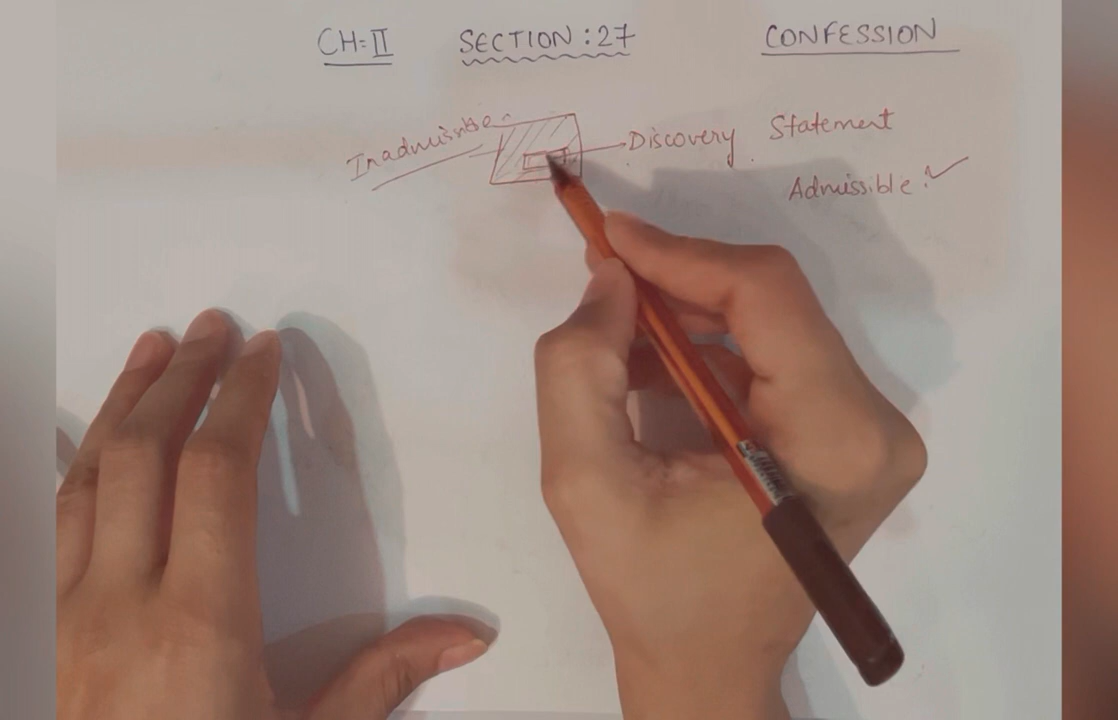 CH=II SECTION : 27 CONFESSION
Inadmissible Discovery Statement
Admissible